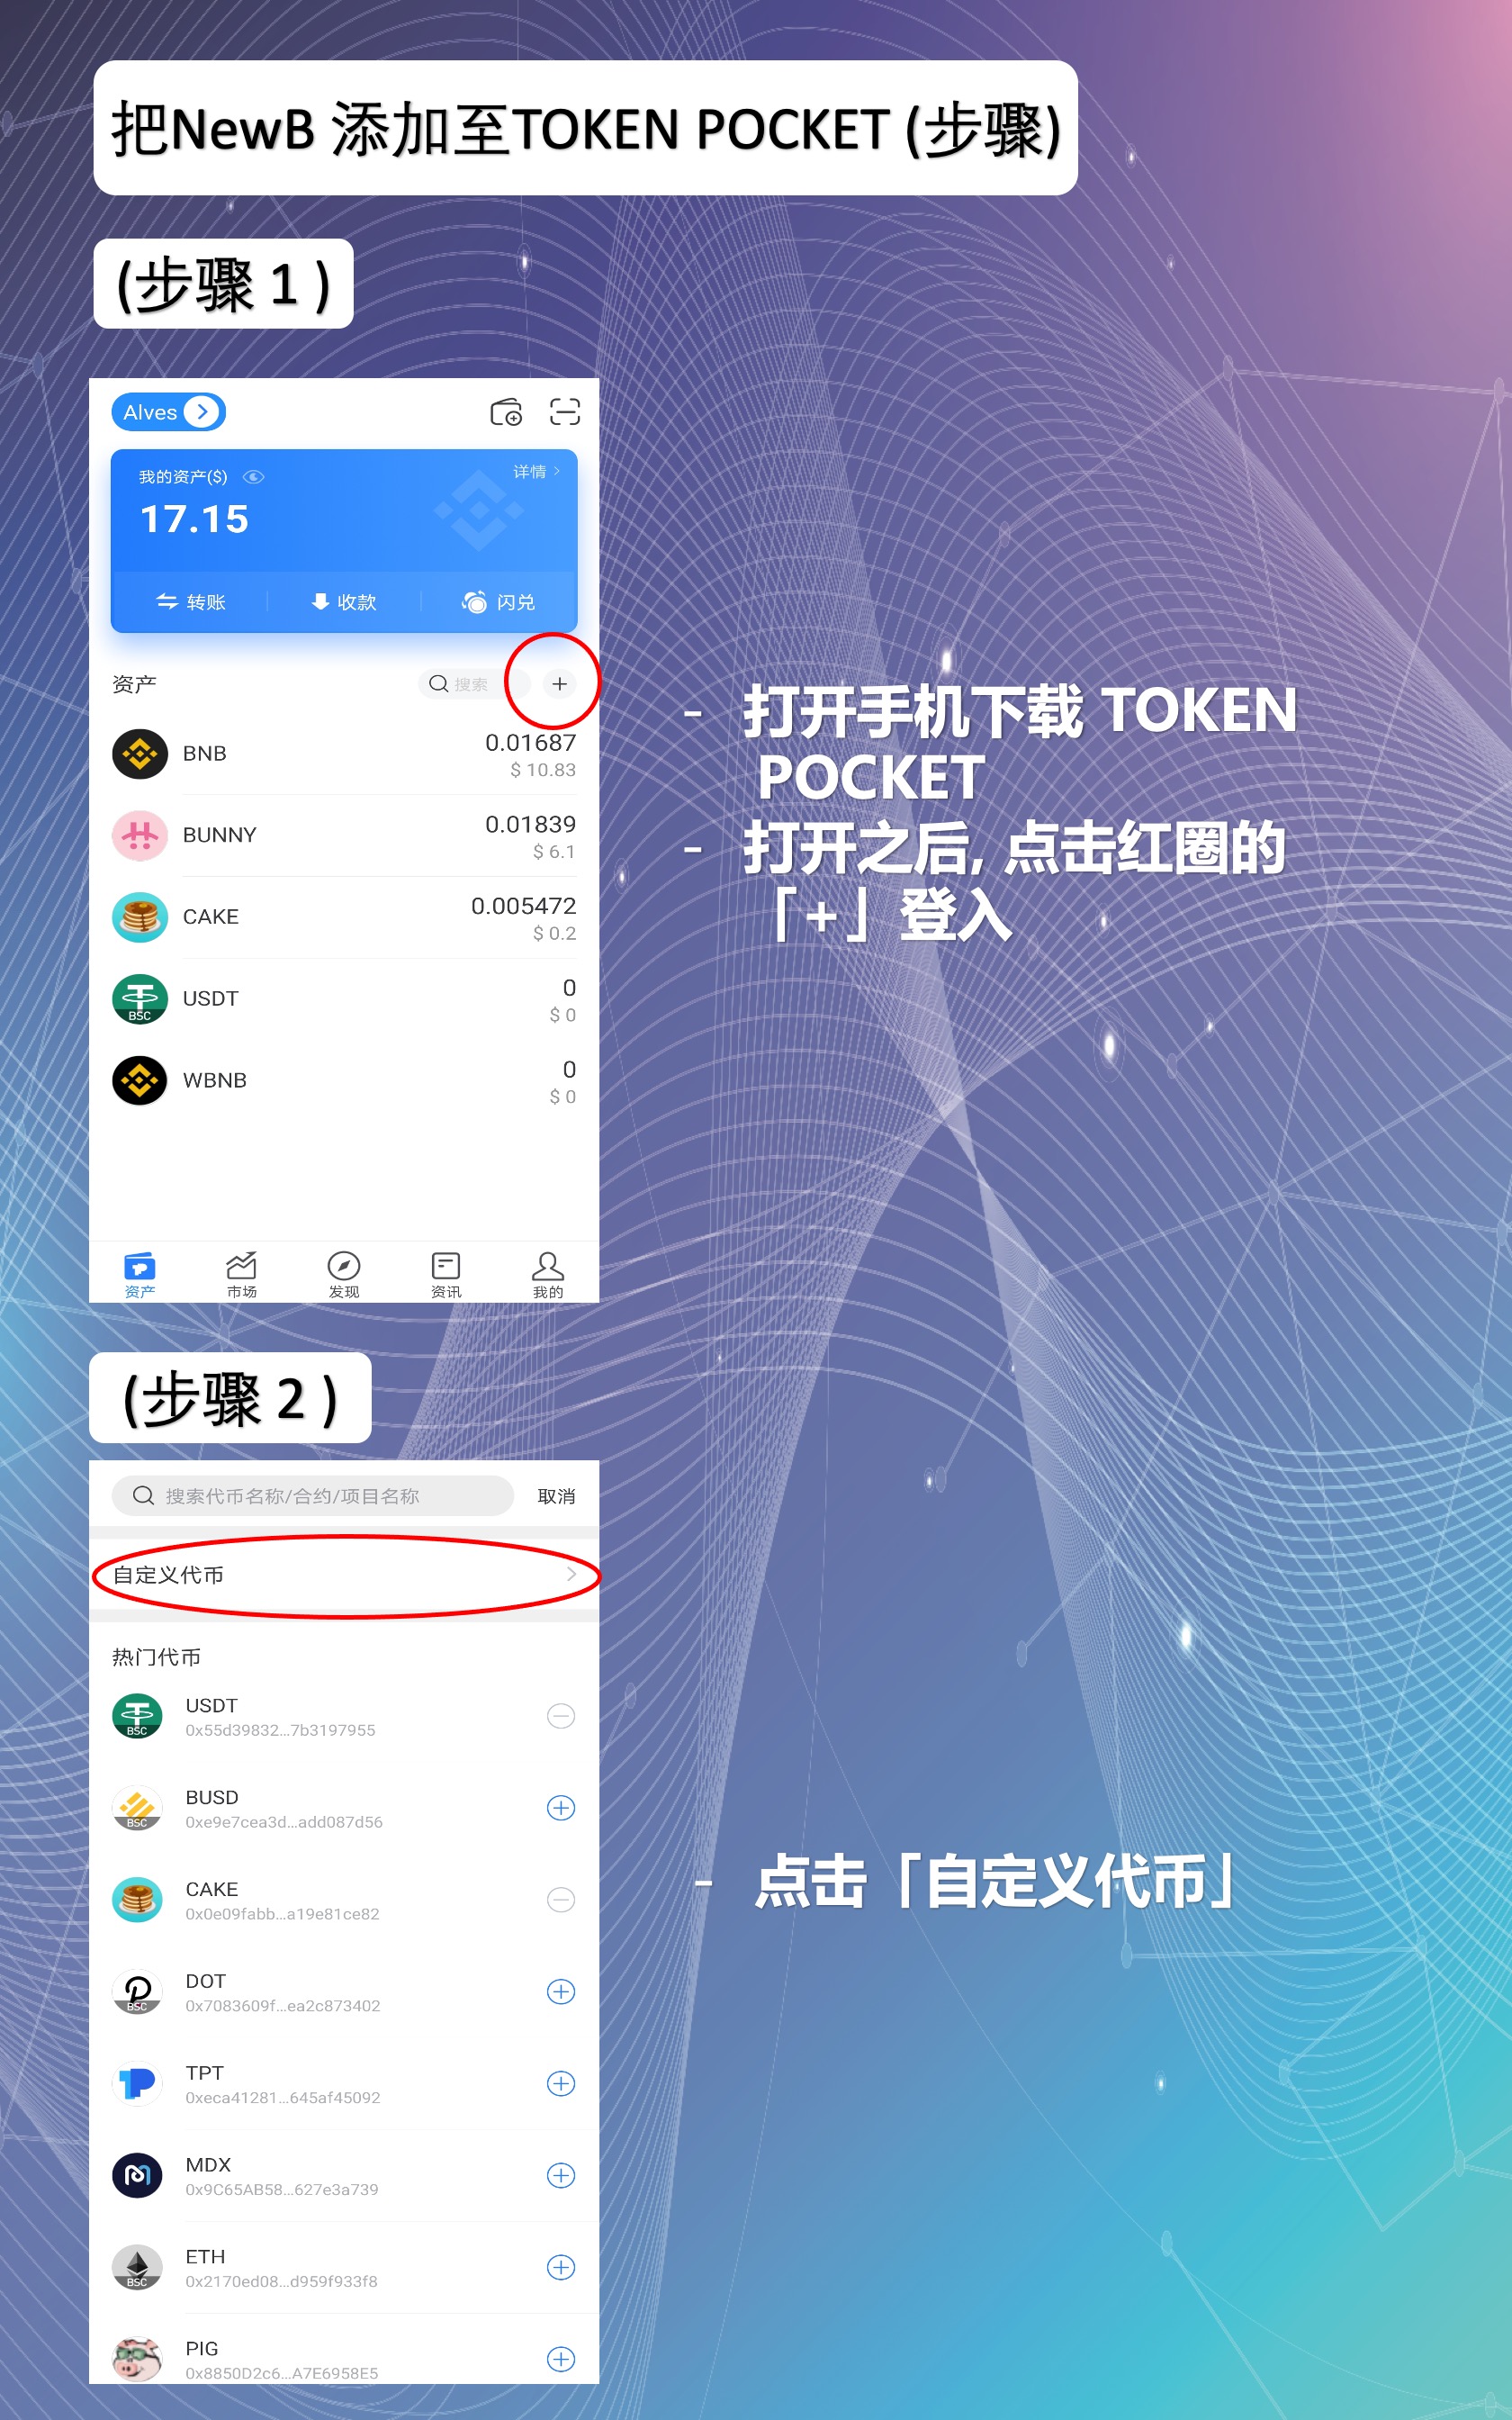 把NewB 添加至TOKEN POCKET (步骤)
(步骤 1 )
Alves
我的资产($)
详情
17.15
转账
收款
闪兑
资产
搜索
BNB
0.01687
$ 10.83
BUNNY
0.01839
$ 6.1
CAKE
0.005472
$ 0.2
BSC
USDT
0
$ 0
WBNB
0
$ 0
资产
市场
发现
资讯
我的
- 打开手机下载 TOKEN
POCKET
- 打开之后, 点击红圈的
「+」登入
(步骤 2 )
搜索代币名称/合约/项目名称
取消
自定义代币
热门代币
USDT
BSC
0x55d39832...7b3197955
BUSD
BSC
0xe9e7cea3d...add087d56
CAKE
0x0e09fabb...a19e81ce82
DOT
BSC
0x7083609f...ea2c873402
TPT
0xeca41281...645af45092
MDX
0x9C65AB58...627e3a739
ETH
BSC
0x2170ed08...d959f933f8
PIG
0x8850D2c6...A7E6958E5
- 点击「自定义代币」